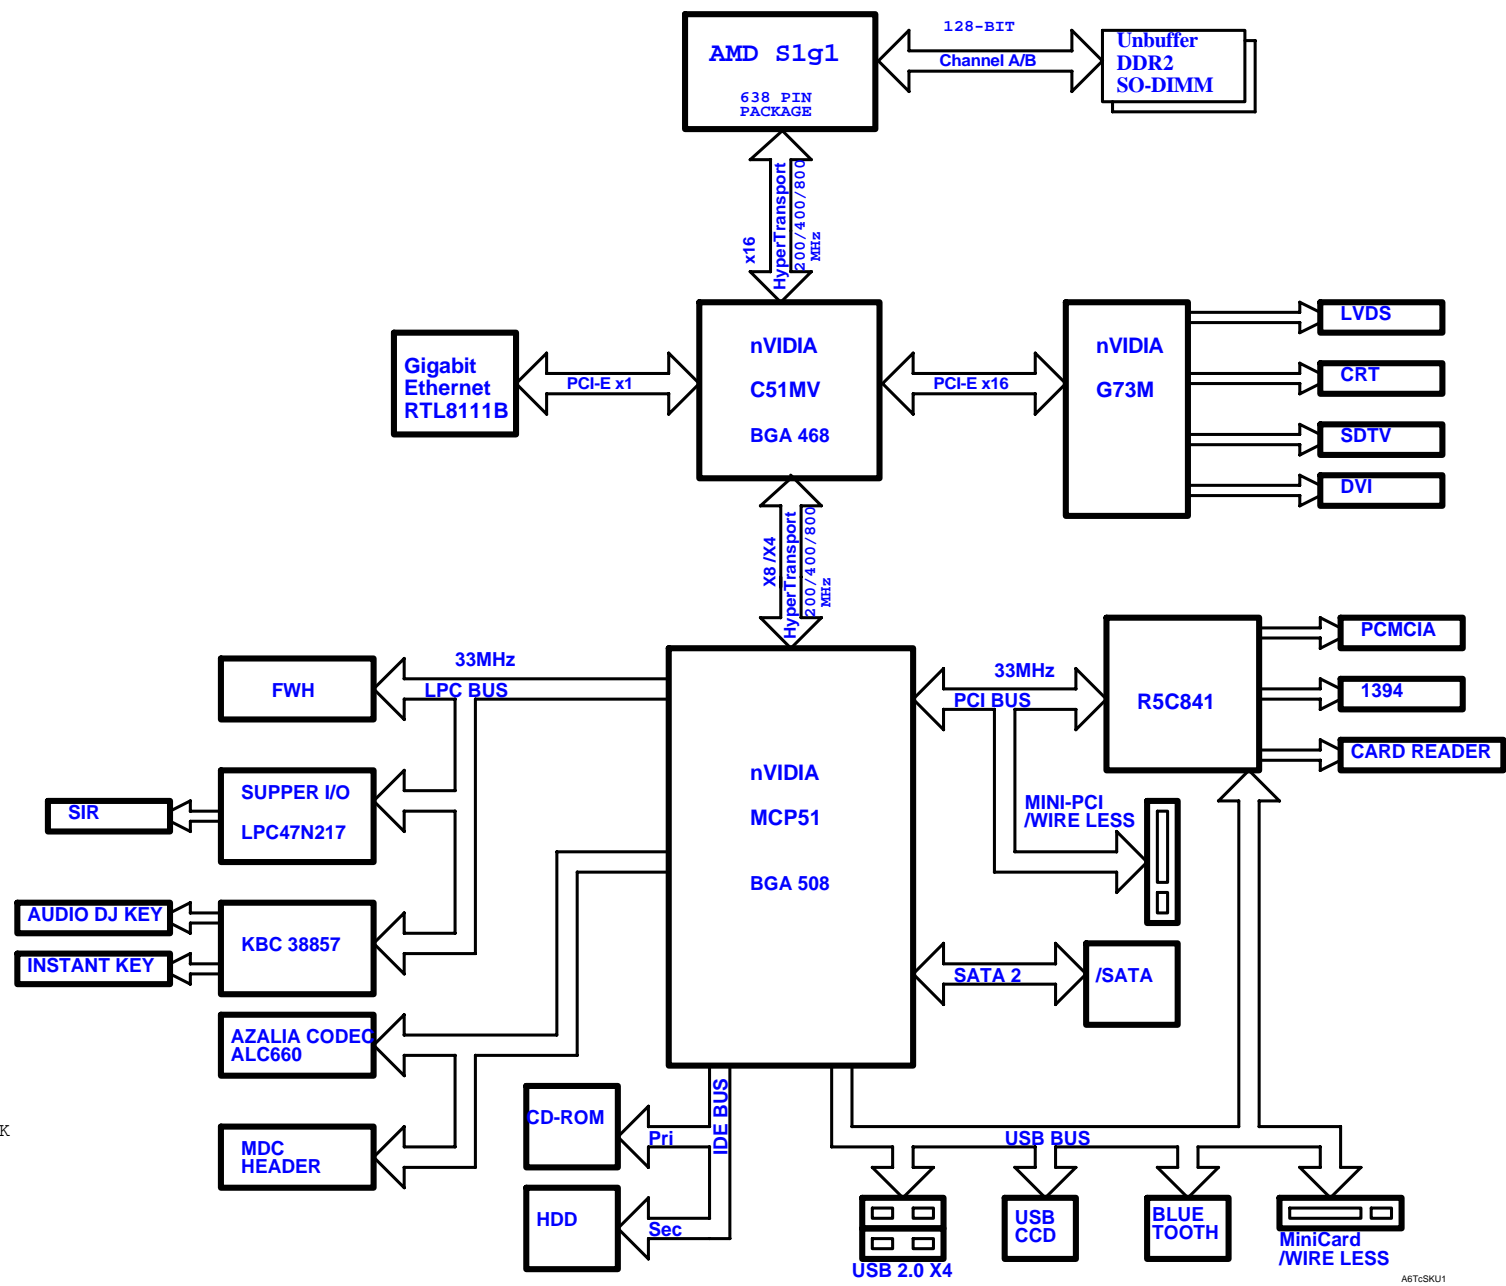 128-BIT
AMD S1g1
Channel A/B
Unbuffer
DDR2
SO-DIMM
638 PIN
PACKAGE
x16
HyperTransport
200/400/800
MHz
Gigabit
Ethernet
RTL8111B
PCI-E x1
nVIDIA
C51MV
BGA 468
PCI-E x16
nVIDIA
G73M
LVDS
CRT
SDTV
DVI
X8 /X4
HyperTransport
200/400/800
MHz
FWH
33MHz
LPC BUS
SUPPER I/O
LPC47N217
SIR
AUDIO DJ KEY
INSTANT KEY
KBC 38857
AZALIA CODEC
ALC660
MDC
HEADER
K
nVIDIA
MCP51
BGA 508
33MHz
PCI BUS
R5C841
PCMCIA
1394
CARD READER
MINI-PCI
/WIRE LESS
SATA 2
/SATA
CD-ROM
Pri
IDE BUS
HDD
Sec
USB BUS
USB 2.0 X4
USB
CCD
BLUE
TOOTH
MiniCard
/WIRE LESS
A6TcSKU1